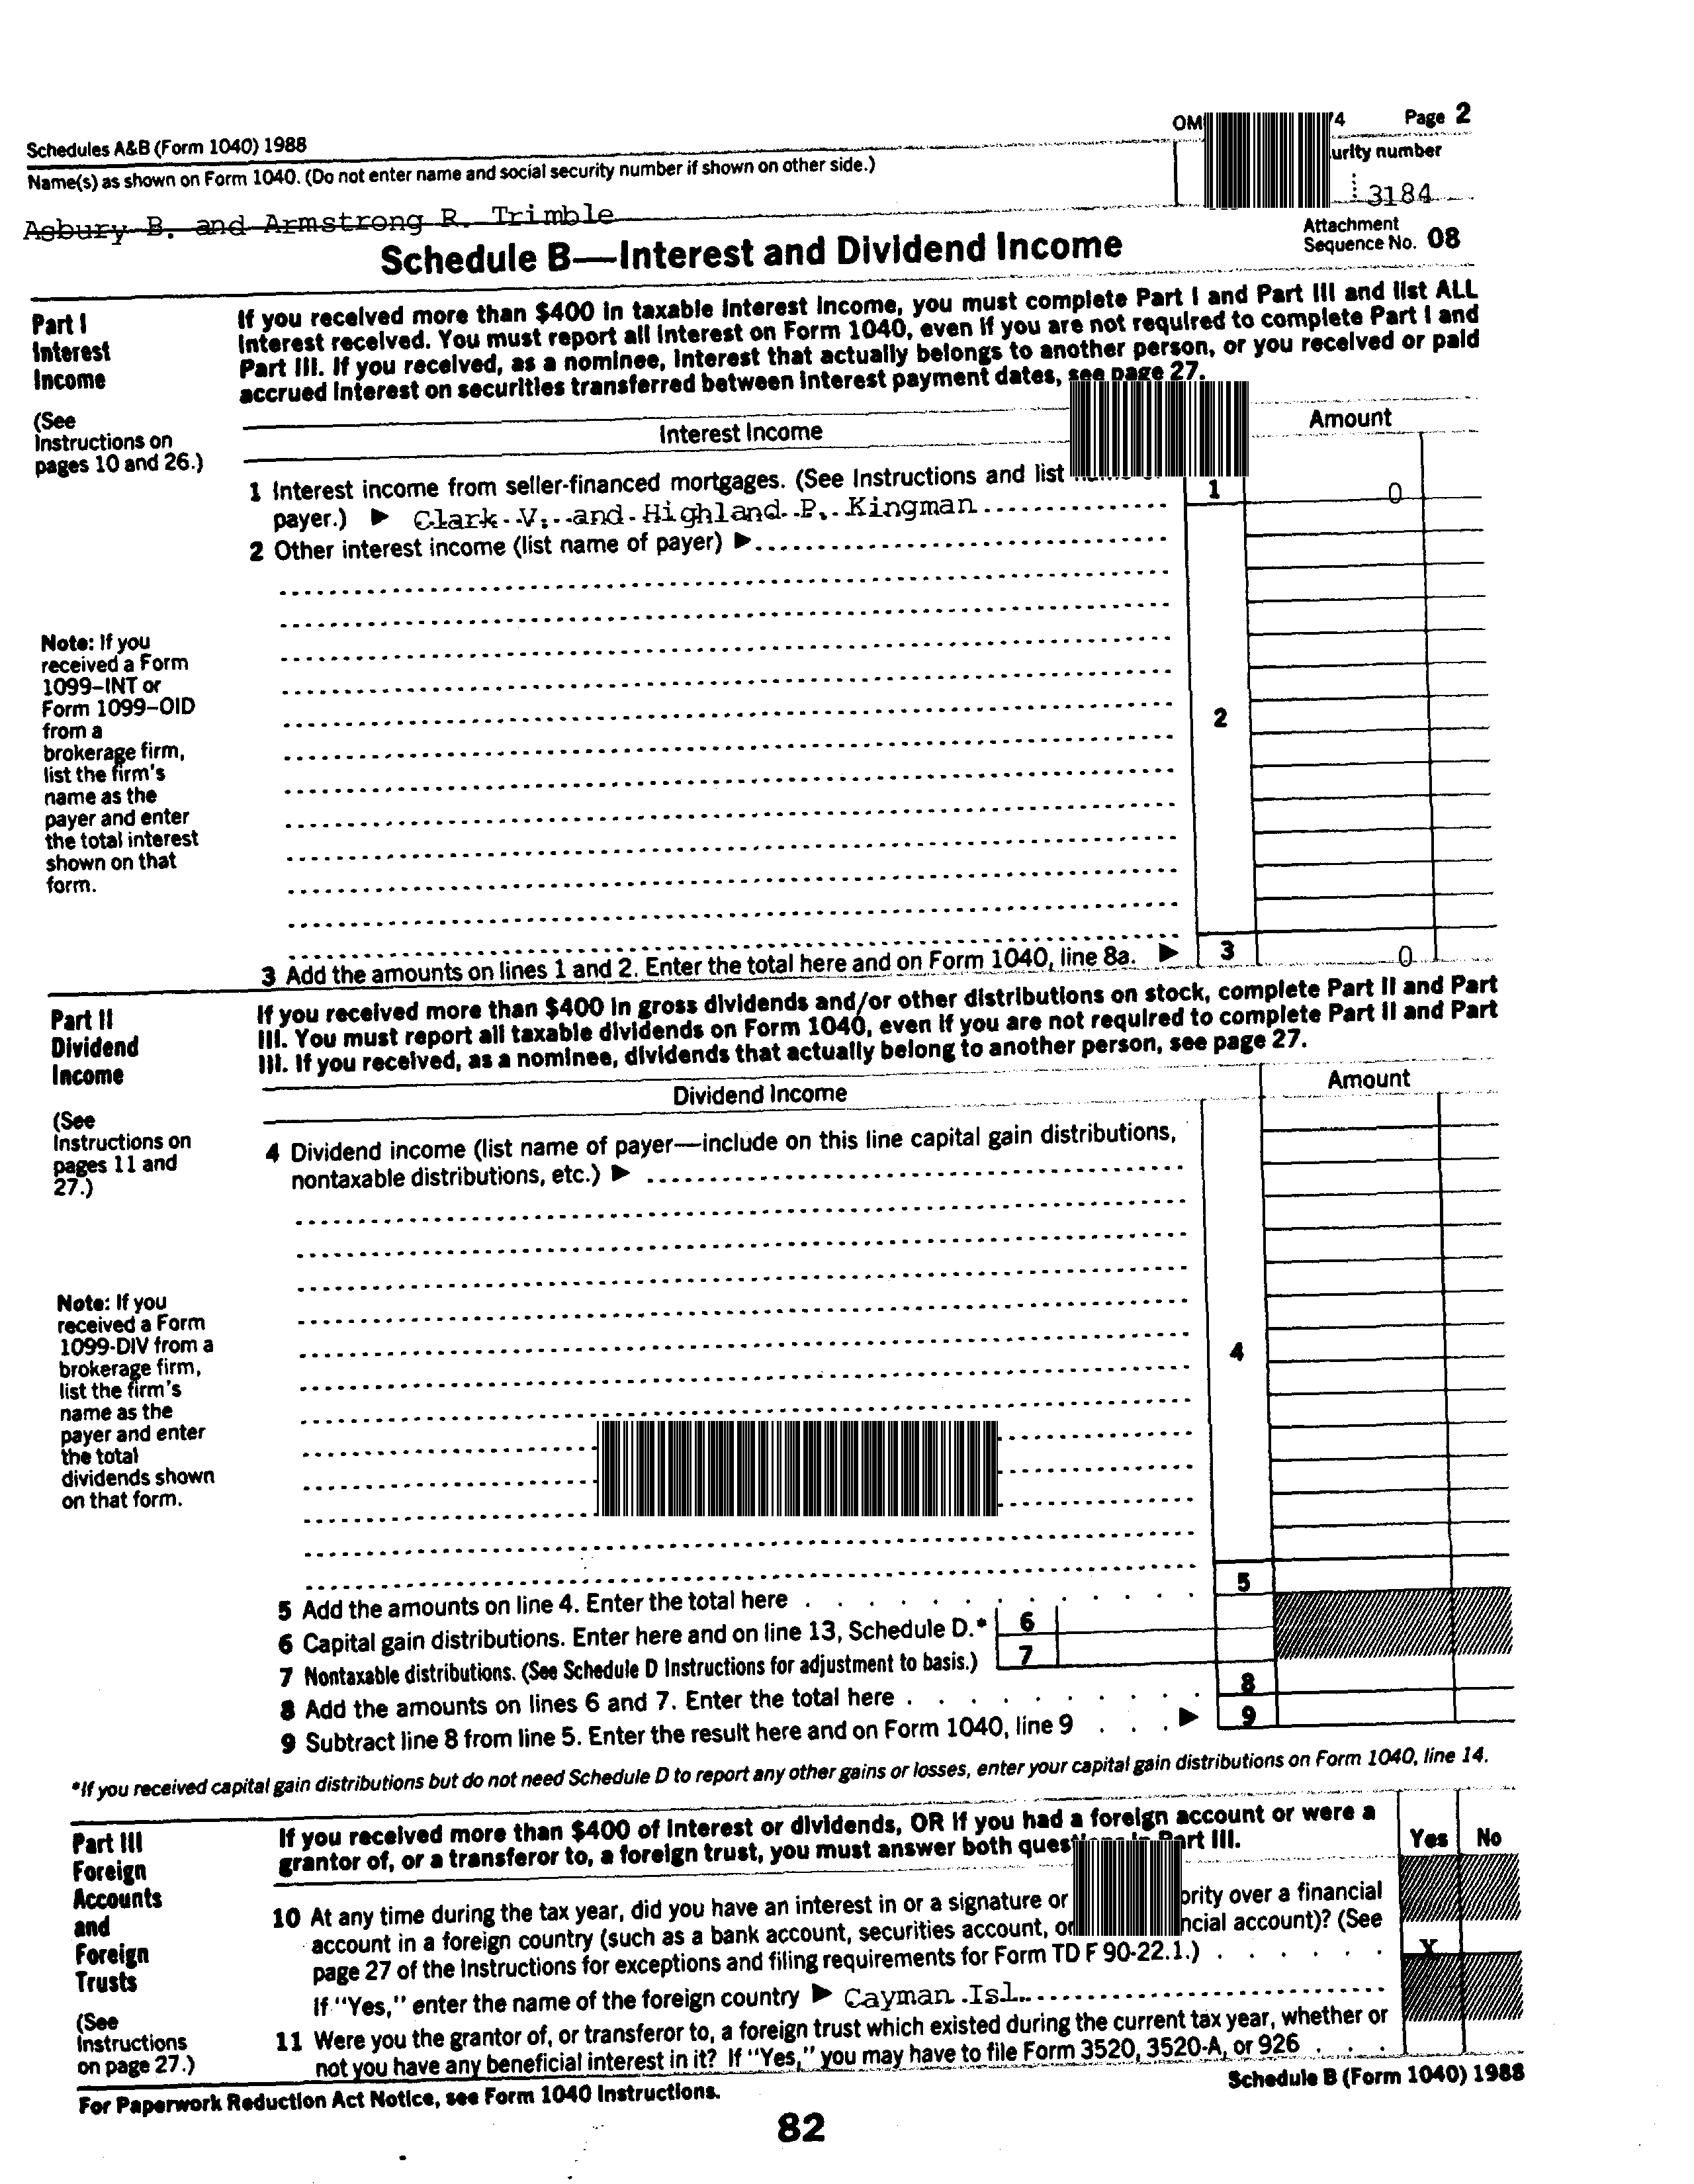 Schedules A&B (Form 1040) 1988
OM 4 Page 2
Name(s) as shown on Form 1040. (Do not enter name and social security number if shown on other side.)
urity number
Asbury B. and Armstrong R. Trimble
3184
Schedule B—Interest and Dividend Income
Attachment
Sequence No. 08
Part I
Interest
Income
(See
Instructions on
pages 10 and 26.)
If you received more than $400 in taxable interest income, you must complete Part I and Part III and list ALL
interest received. You must report all interest on Form 1040, even if you are not required to complete Part I and
Part III. If you received, as a nominee, interest that actually belongs to another person, or you received or paid
accrued interest on securities transferred between interest payment dates, see page 27.
Interest Income
Amount
1 Interest income from seller-financed mortgages. (See Instructions and list
payer.) ▶ Clark V. and Highland P. Kingman
1 0
2 Other interest income (list name of payer) ▶
Note: If you
received a Form
1099–INT or
Form 1099–OID
from a
brokerage firm,
list the firm's
name as the
payer and enter
the total interest
shown on that
form.
2
3 Add the amounts on lines 1 and 2. Enter the total here and on Form 1040, line 8a. ▶ 3 0
Part II
Dividend
Income
(See
Instructions on
pages 11 and
27.)
If you received more than $400 in gross dividends and/or other distributions on stock, complete Part II and Part
III. You must report all taxable dividends on Form 1040, even if you are not required to complete Part II and Part
III. If you received, as a nominee, dividends that actually belong to another person, see page 27.
Dividend Income
Amount
4 Dividend income (list name of payer—include on this line capital gain distributions,
nontaxable distributions, etc.) ▶
Note: If you
received a Form
1099-DIV from a
brokerage firm,
list the firm's
name as the
payer and enter
the total
dividends shown
on that form.
4
5 Add the amounts on line 4. Enter the total here . . . . . . . . . . . 5
6 Capital gain distributions. Enter here and on line 13, Schedule D.* 6
7 Nontaxable distributions. (See Schedule D Instructions for adjustment to basis.) 7
8 Add the amounts on lines 6 and 7. Enter the total here . . . . . . . . . 8
9 Subtract line 8 from line 5. Enter the result here and on Form 1040, line 9 . . . ▶ 9
*If you received capital gain distributions but do not need Schedule D to report any other gains or losses, enter your capital gain distributions on Form 1040, line 14.
Part III
Foreign
Accounts
and
Foreign
Trusts
(See
Instructions
on page 27.)
If you received more than $400 of interest or dividends, OR if you had a foreign account or were a
grantor of, or a transferor to, a foreign trust, you must answer both questions in Part III.
Yes No
10 At any time during the tax year, did you have an interest in or a signature or ority over a financial
account in a foreign country (such as a bank account, securities account, or ncial account)? (See
page 27 of the Instructions for exceptions and filing requirements for Form TD F 90-22.1.) . . . . . . X
If "Yes," enter the name of the foreign country ▶ Cayman Isl.
11 Were you the grantor of, or transferor to, a foreign trust which existed during the current tax year, whether or
not you have any beneficial interest in it? If "Yes," you may have to file Form 3520, 3520-A, or 926 . . .
For Paperwork Reduction Act Notice, see Form 1040 Instructions.
Schedule B (Form 1040) 1988
82